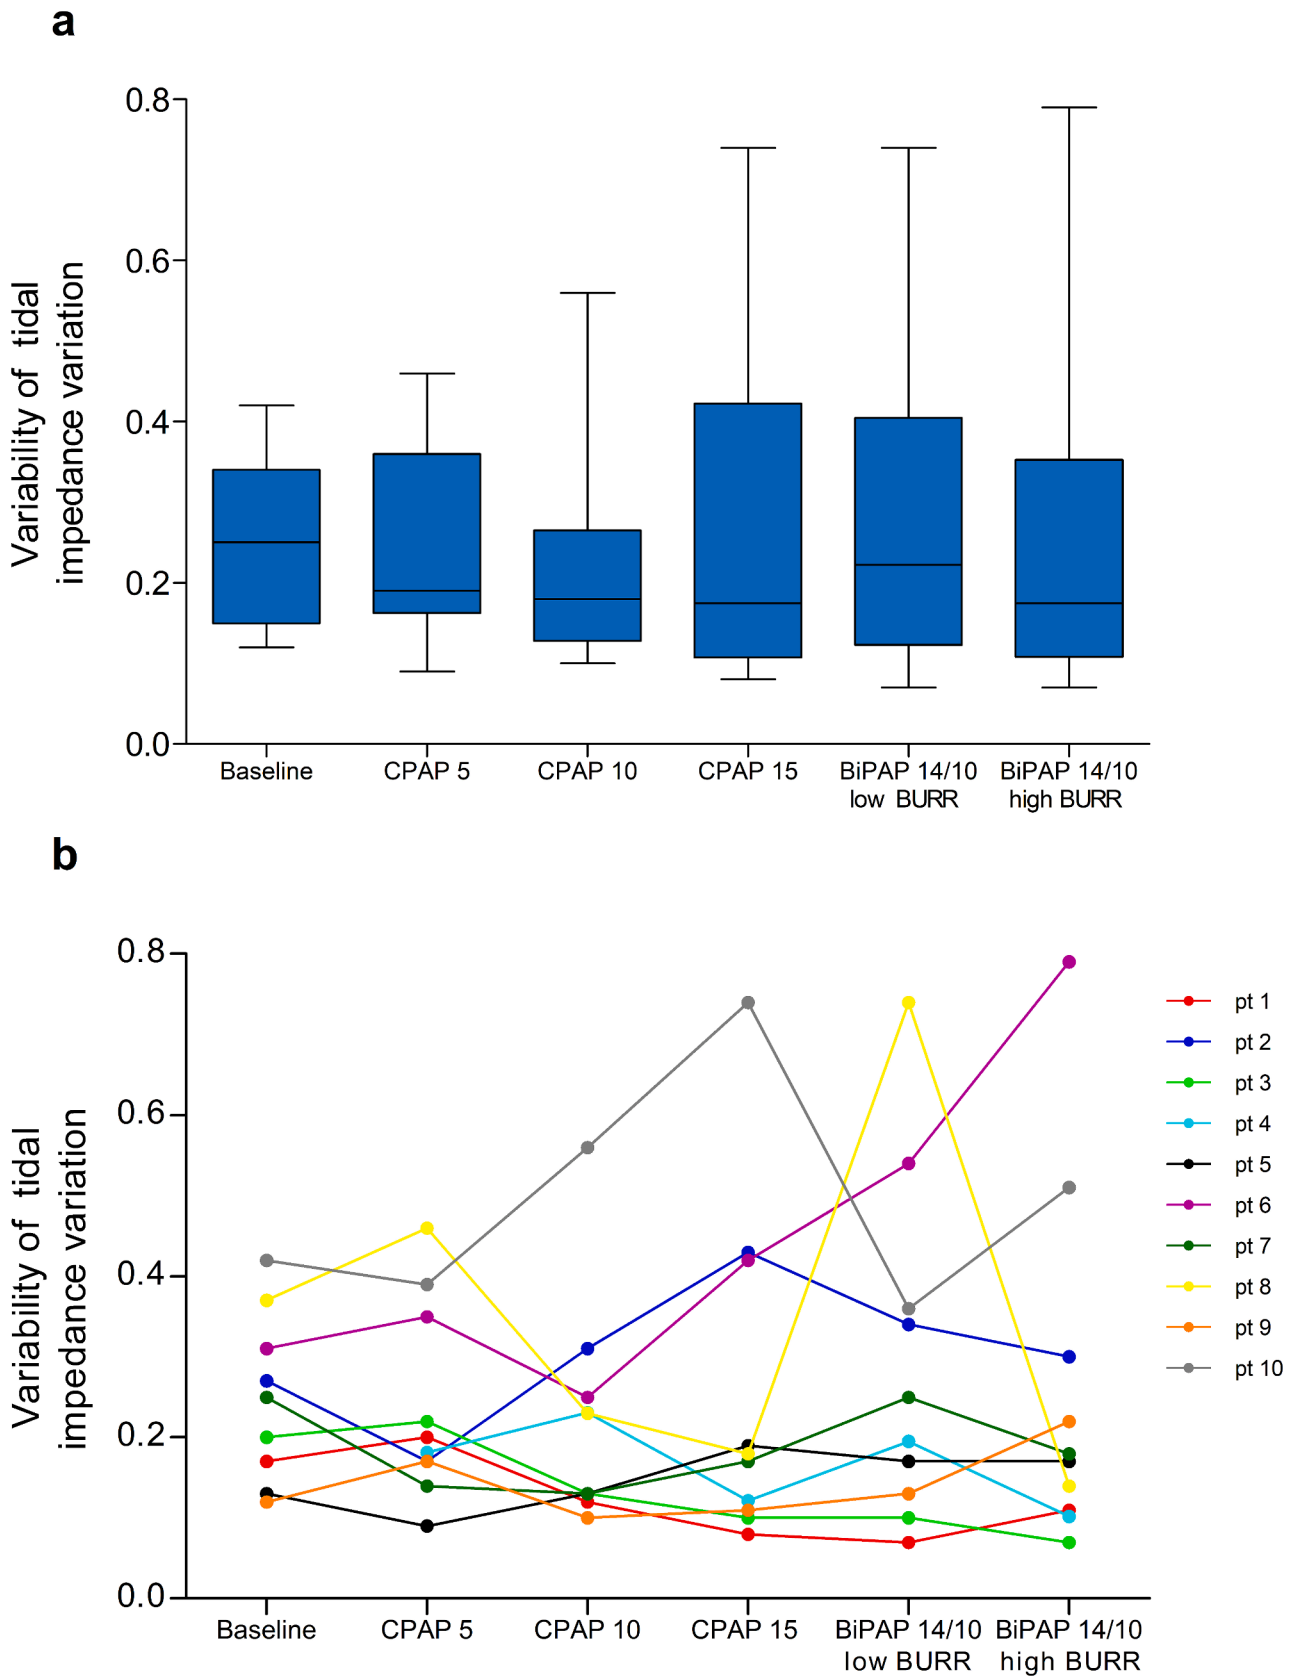 a
Variability of tidal
impedance variation
0.8
0.6
0.4
0.2
0.0
Baseline
CPAP 5
CPAP 10
CPAP 15
BiPAP 14/10
low BURR
BiPAP 14/10
high BURR
b
Variability of tidal
impedance variation
0.8
0.6
0.4
0.2
0.0
Baseline
CPAP 5
CPAP 10
CPAP 15
BiPAP 14/10
low BURR
BiPAP 14/10
high BURR
pt 1
pt 2
pt 3
pt 4
pt 5
pt 6
pt 7
pt 8
pt 9
pt 10